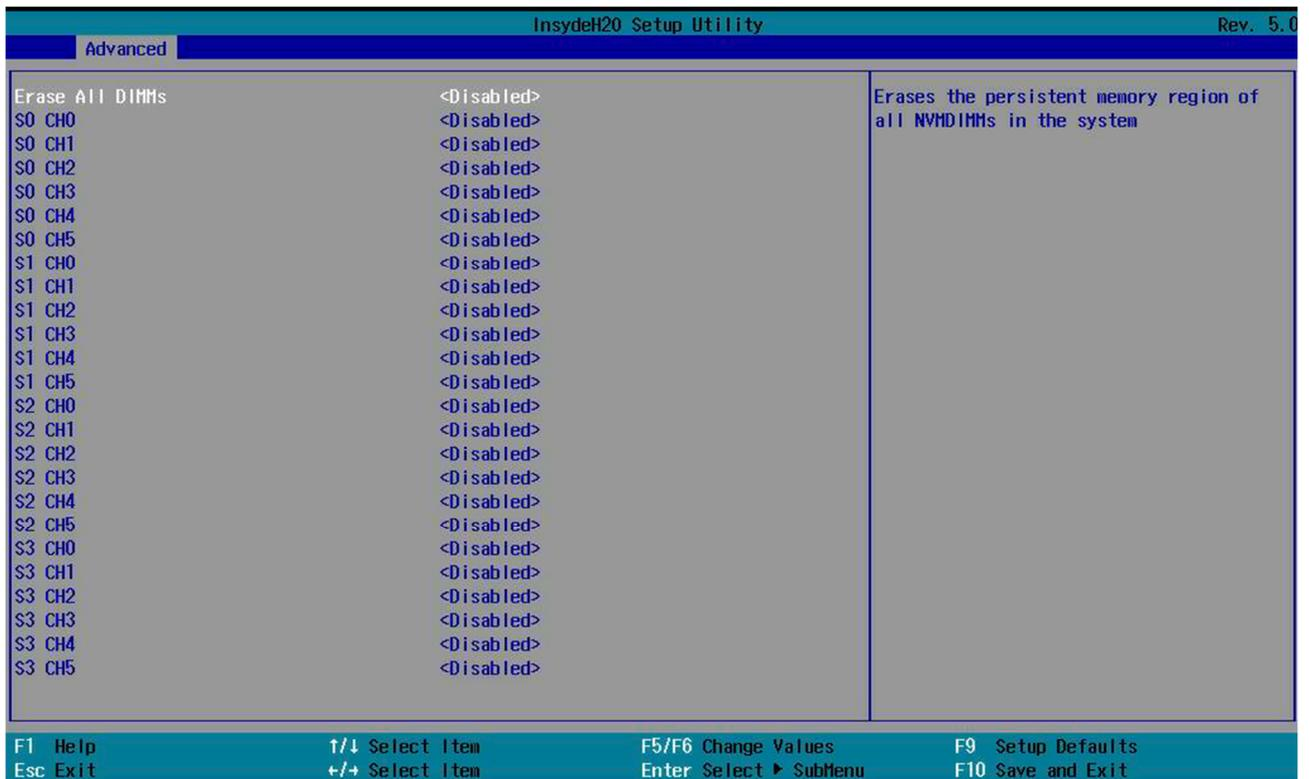 InsydeH20 Setup Utility Rev. 5.0
Advanced
Erase All DIMMs <Disabled> Erases the persistent memory region of
S0 CH0 <Disabled> all NVMDIMMs in the system
S0 CH1 <Disabled>
S0 CH2 <Disabled>
S0 CH3 <Disabled>
S0 CH4 <Disabled>
S0 CH5 <Disabled>
S1 CH0 <Disabled>
S1 CH1 <Disabled>
S1 CH2 <Disabled>
S1 CH3 <Disabled>
S1 CH4 <Disabled>
S1 CH5 <Disabled>
S2 CH0 <Disabled>
S2 CH1 <Disabled>
S2 CH2 <Disabled>
S2 CH3 <Disabled>
S2 CH4 <Disabled>
S2 CH5 <Disabled>
S3 CH0 <Disabled>
S3 CH1 <Disabled>
S3 CH2 <Disabled>
S3 CH3 <Disabled>
S3 CH4 <Disabled>
S3 CH5 <Disabled>
F1 Help ↑/↓ Select Item F5/F6 Change Values F9 Setup Defaults
Esc Exit ←/→ Select Item Enter Select ▶ SubMenu F10 Save and Exit